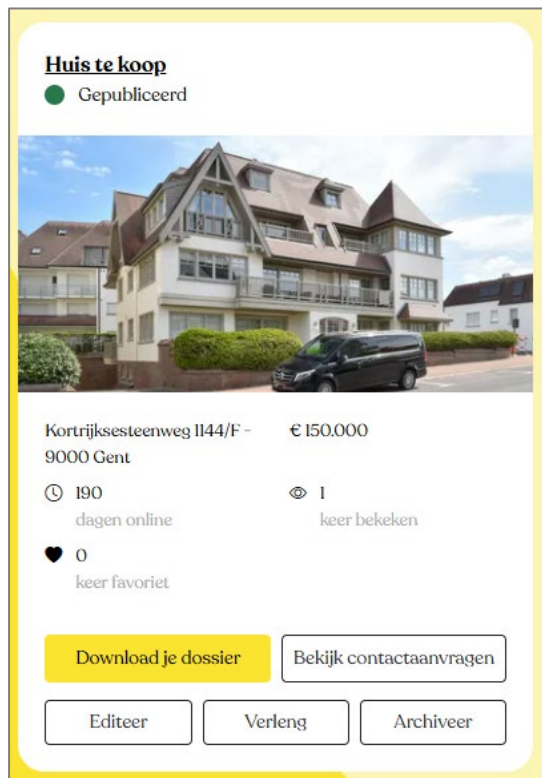 Huis te koop
Gepubliceerd
Kortrijksesteenweg 1144/F -
9000 Gent
€ 150.000
190
dagen online
1
keer bekeken
0
keer favoriet
Download je dossier
Bekijk contactaanvragen
Editeer
Verleng
Archiveer